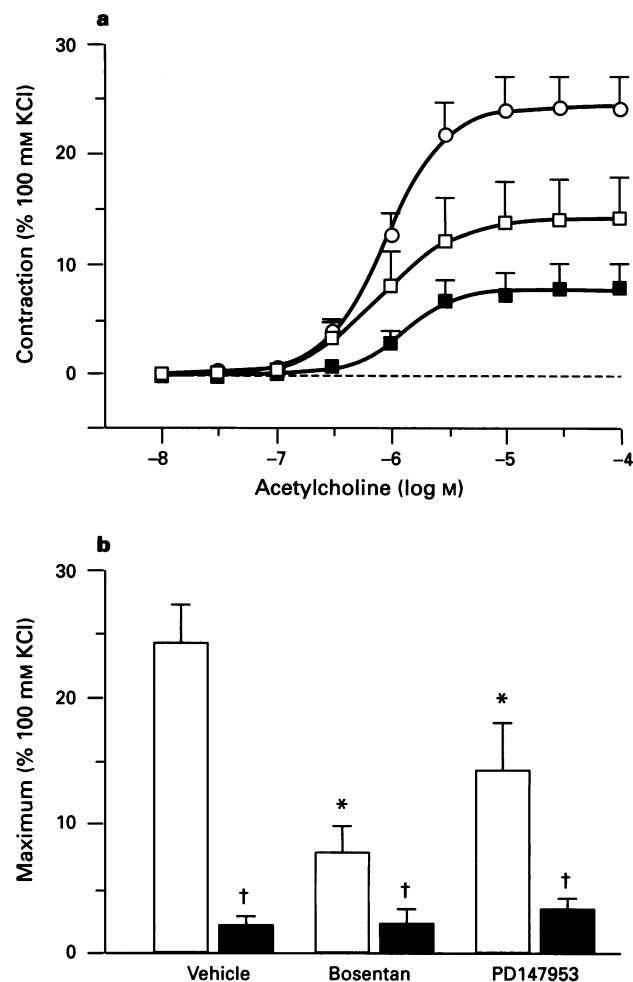 a
30
20
10
0
Contraction (% 100 mM KCl)
−8 −7 −6 −5 −4
Acetylcholine (log M)
b
30
20
10
0
Maximum (% 100 mM KCl)
*
*
†
†
†
Vehicle Bosentan PD147953